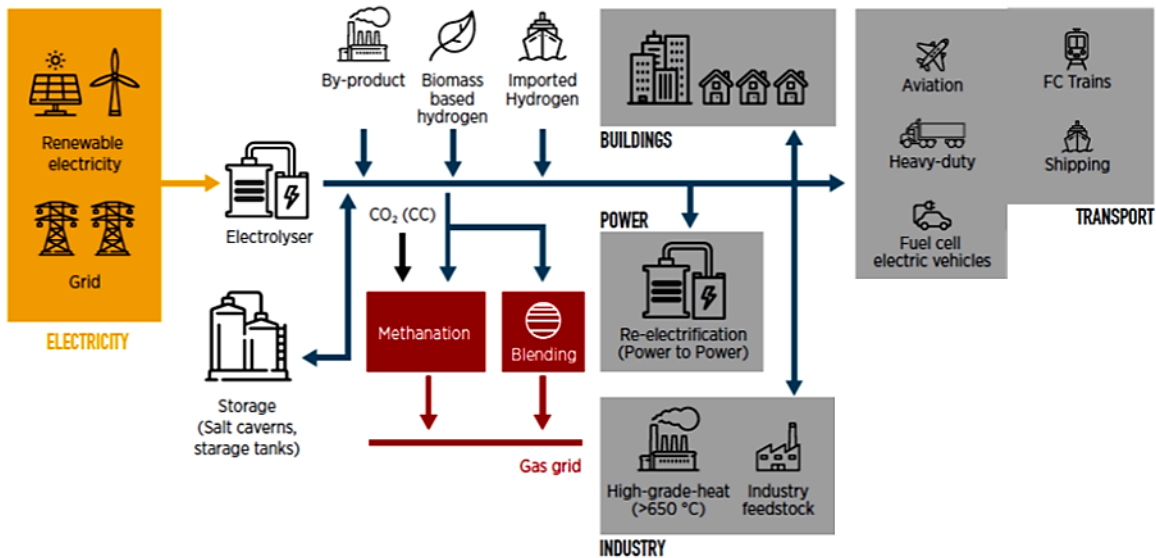 Renewable
electricity
Grid
ELECTRICITY
Electrolyser
Storage
(Salt caverns,
starage tanks)
By-product
Biomass
based
hydrogen
Imported
Hydrogen
CO₂ (CC)
Methanation
Blending
Gas grid
BUILDINGS
POWER
Re-electrification
(Power to Power)
High-grade-heat
(>650 °C)
Industry
feedstock
INDUSTRY
Aviation
FC Trains
Heavy-duty
Shipping
Fuel cell
electric vehicles
TRANSPORT